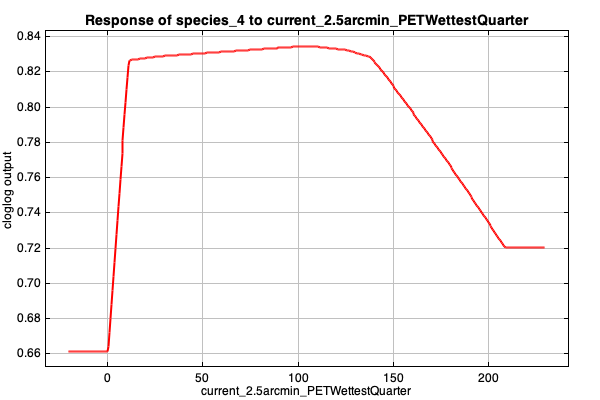 Response of species_4 to current_2.5arcmin_PETWettestQuarter
0.84
0.82
0.80
0.78
0.76
0.74
0.72
0.70
0.68
0.66
cloglog output
0 50 100 150 200
current_2.5arcmin_PETWettestQuarter